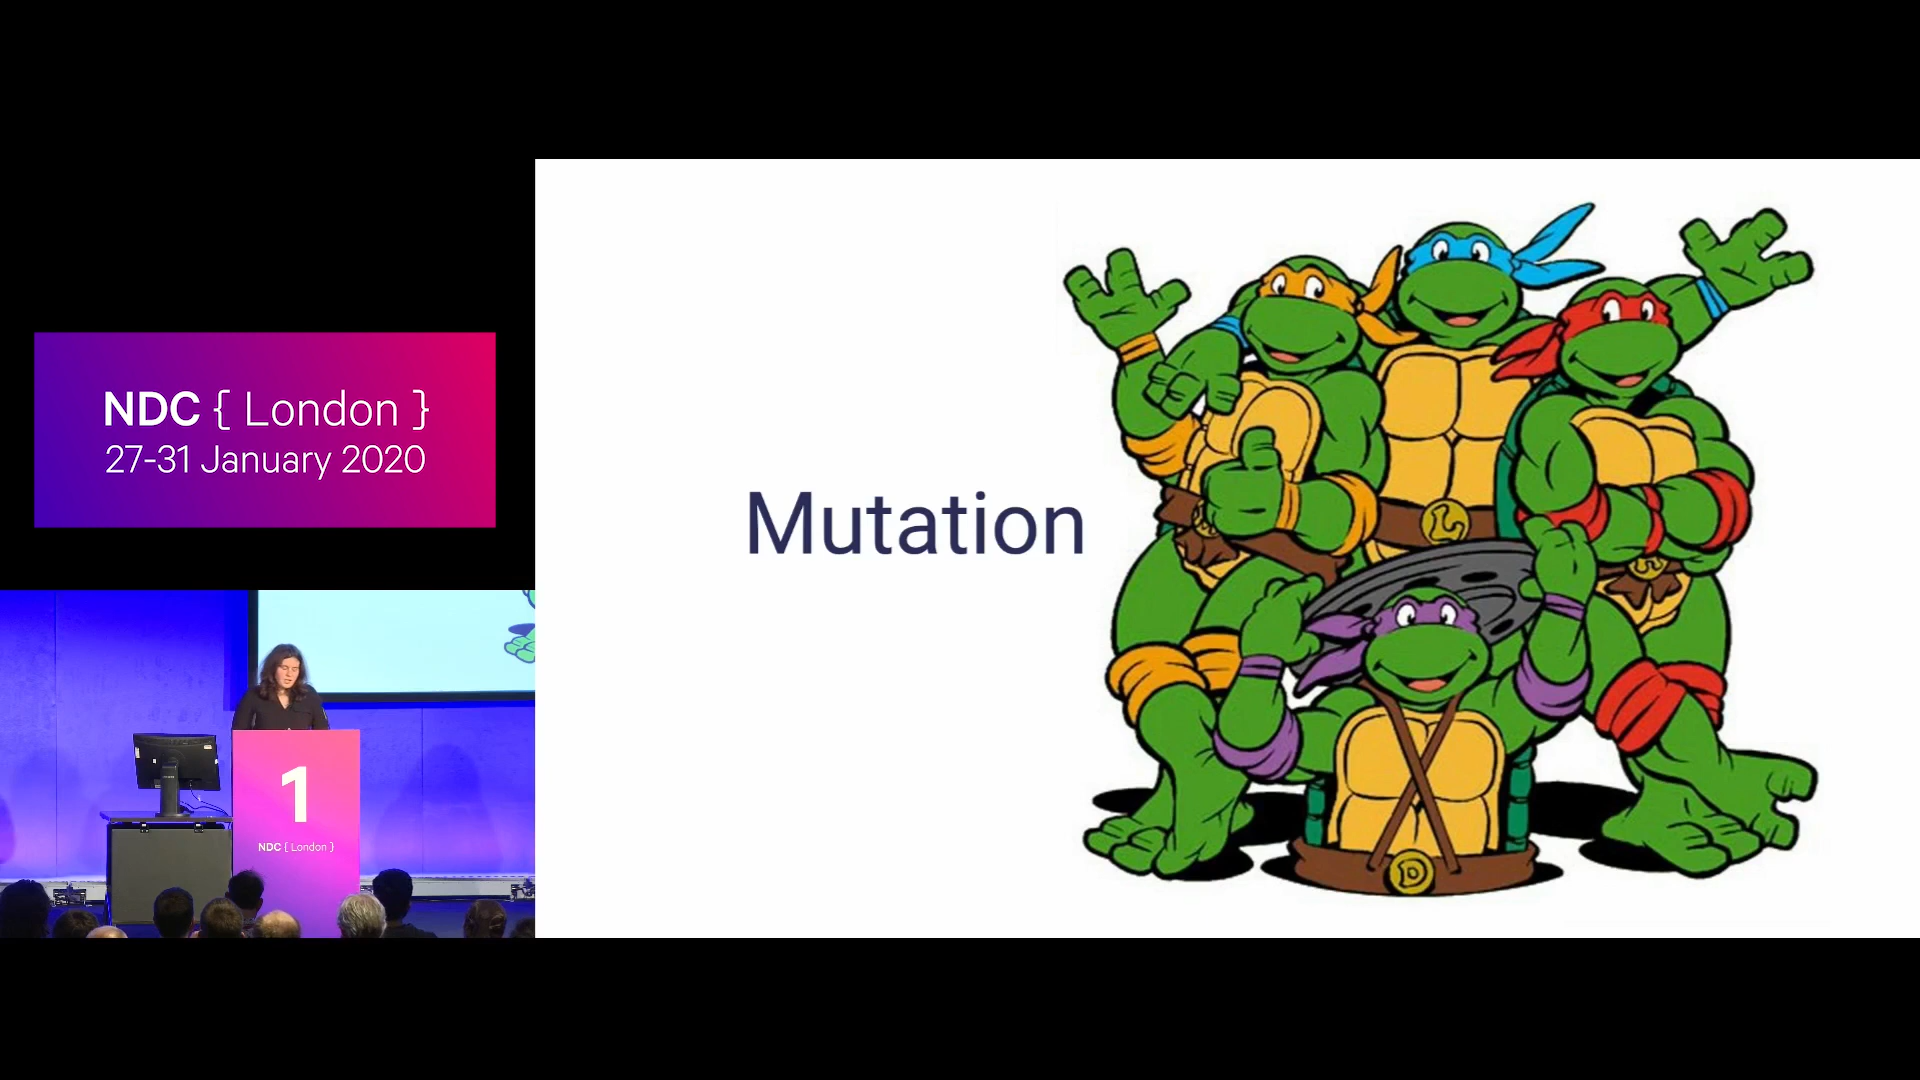 NDC { London }
27-31 January 2020
Mutation
L
D
1
NDC { London }